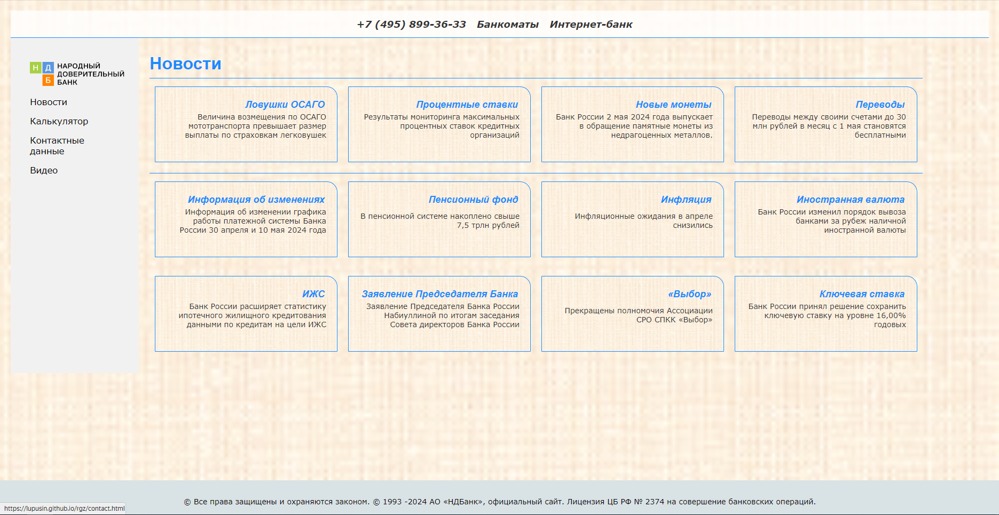 +7 (495) 899-36-33 Банкоматы Интернет-банк
Н Д Б
НАРОДНЫЙ
ДОВЕРИТЕЛЬНЫЙ
БАНК
Новости
Калькулятор
Контактные
данные
Видео
Новости
Ловушки ОСАГО
Величина возмещения по ОСАГО
мототранспорта превышает размер
выплаты по страховкам легковушек
Процентные ставки
Результаты мониторинга максимальных
процентных ставок кредитных
организаций
Новые монеты
Банк России 2 мая 2024 года выпускает
в обращение памятные монеты из
недрагоценных металлов.
Переводы
Переводы между своими счетами до 30
млн рублей в месяц с 1 мая становятся
бесплатными
Информация об изменениях
Информация об изменении графика
работы платежной системы Банка
России 30 апреля и 10 мая 2024 года
Пенсионный фонд
В пенсионной системе накоплено свыше
7,5 трлн рублей
Инфляция
Инфляционные ожидания в апреле
снизились
Иностранная валюта
Банк России изменил порядок вывоза
банками за рубеж наличной
иностранной валюты
ИЖС
Банк России расширяет статистику
ипотечного жилищного кредитования
данными по кредитам на цели ИЖС
Заявление Председателя Банка
Заявление Председателя Банка России
Набиуллиной по итогам заседания
Совета директоров Банка России
«Выбор»
Прекращены полномочия Ассоциации
СРО СПКК «Выбор»
Ключевая ставка
Банк России принял решение сохранить
ключевую ставку на уровне 16,00%
годовых
© Все права защищены и охраняются законом. © 1993 -2024 АО «НДБанк», официальный сайт. Лицензия ЦБ РФ № 2374 на совершение банковских операций.
https://lupusin.github.io/rgz/contact.html